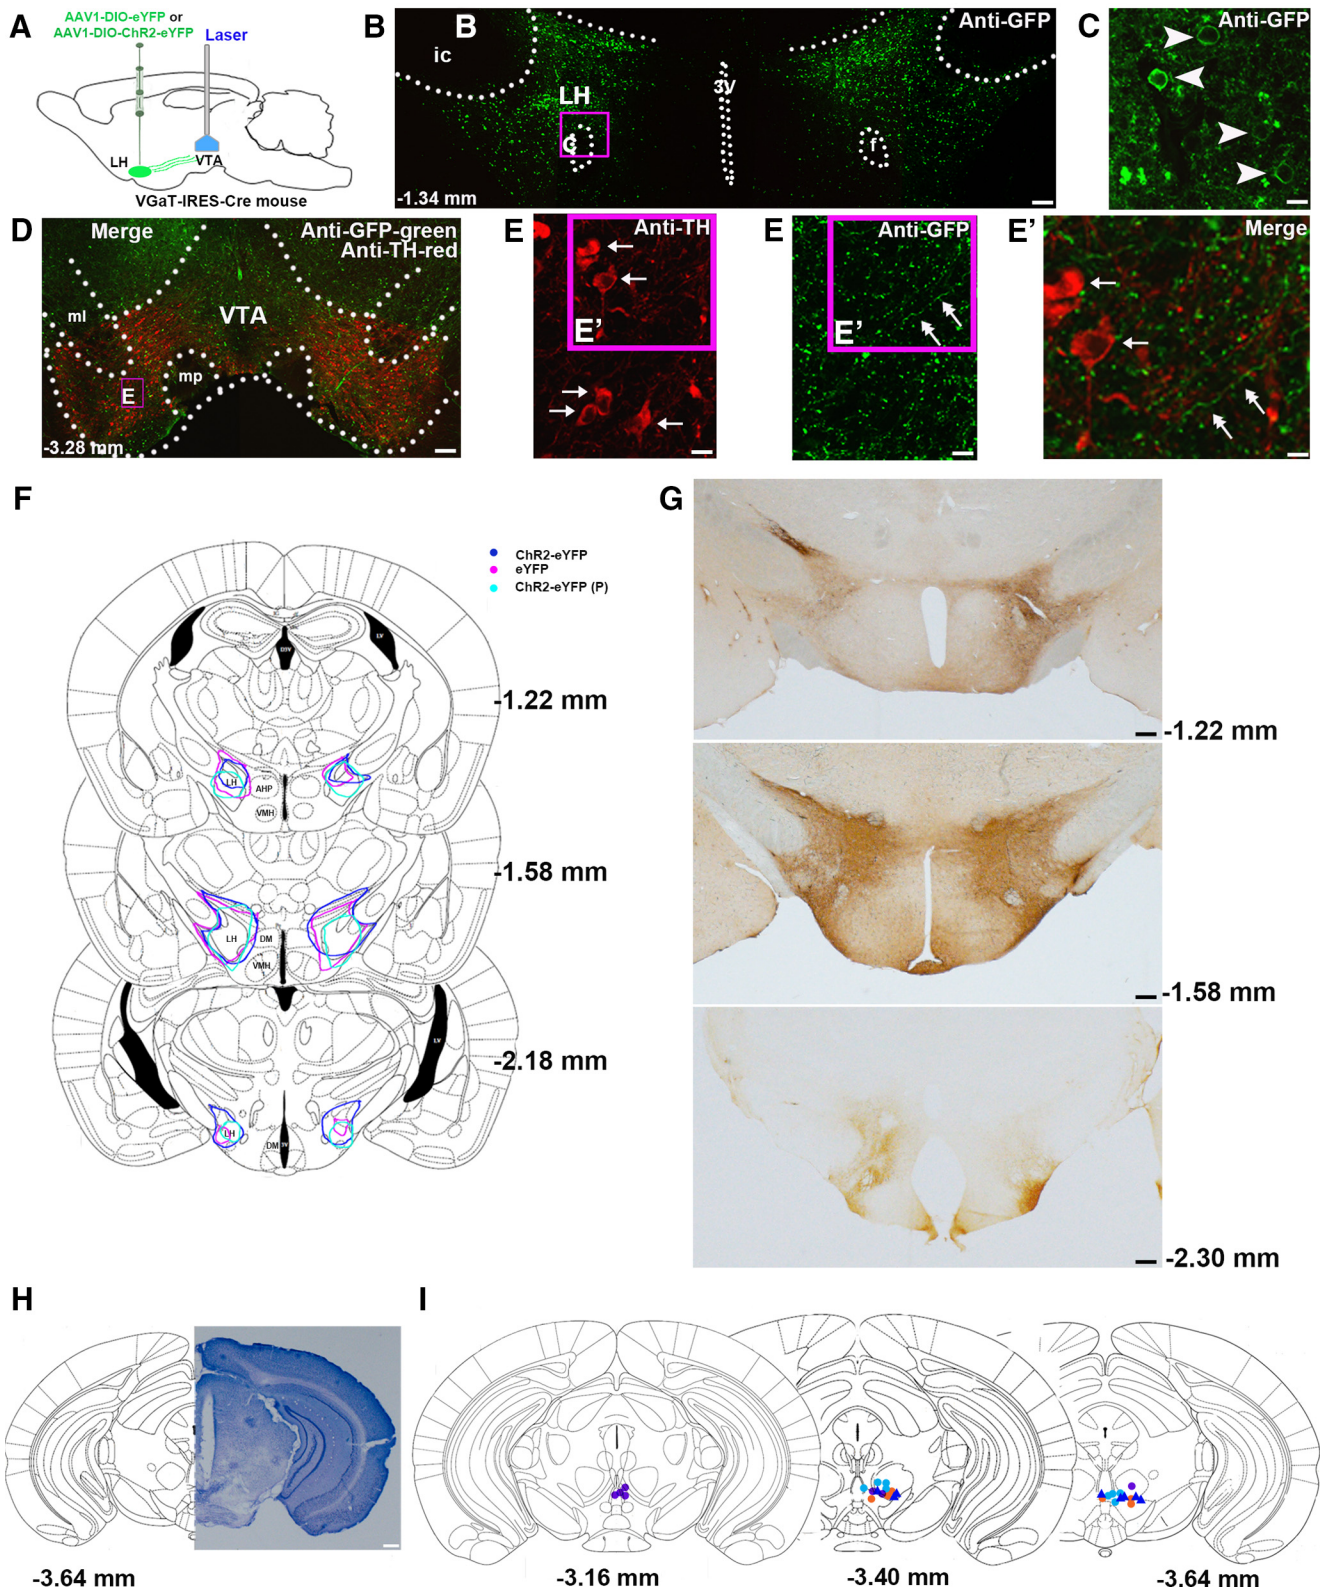 A
AAV1-DIO-eYFP or
AAV1-DIO-ChR2-eYFP
Laser
LH
VTA
VGaT-IRES-Cre mouse
B
B
Anti-GFP
ic
LH
3V
C
f
-1.34 mm
C
Anti-GFP
D
Merge
Anti-GFP-green
Anti-TH-red
ml
VTA
mp
E
-3.28 mm
E
Anti-TH
E'
E
Anti-GFP
E'
E'
Merge
F
ChR2-eYFP
eYFP
ChR2-eYFP (P)
LV
D3V
-1.22 mm
LH
AHP
VMH
-1.58 mm
LH
DM
VMH
LV
-2.18 mm
LH
DM
3V
G
-1.22 mm
-1.58 mm
-2.30 mm
H
-3.64 mm
I
-3.16 mm
-3.40 mm
-3.64 mm